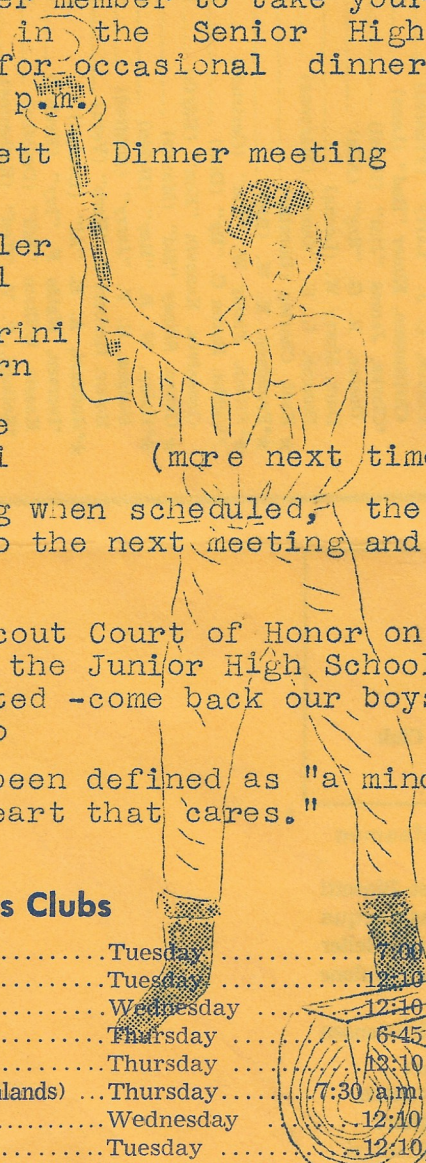 er member to take your
in the Senior High
for occasional dinner
p.m.
ett Dinner meeting
ler
l
rini
rn
e
i (more next time
g when scheduled, the
o the next meeting and
cout Court of Honor on
the Junior High School
ted -come back our boys
o
been defined as "a mind
eart that cares."
s Clubs
Tuesday 7:00
Tuesday 12:10
Wednesday 12:10
Thursday 6:45
Thursday 12:10
nlands) Thursday 7:30 a.m.
Wednesday 12:10
Tuesday 12:10